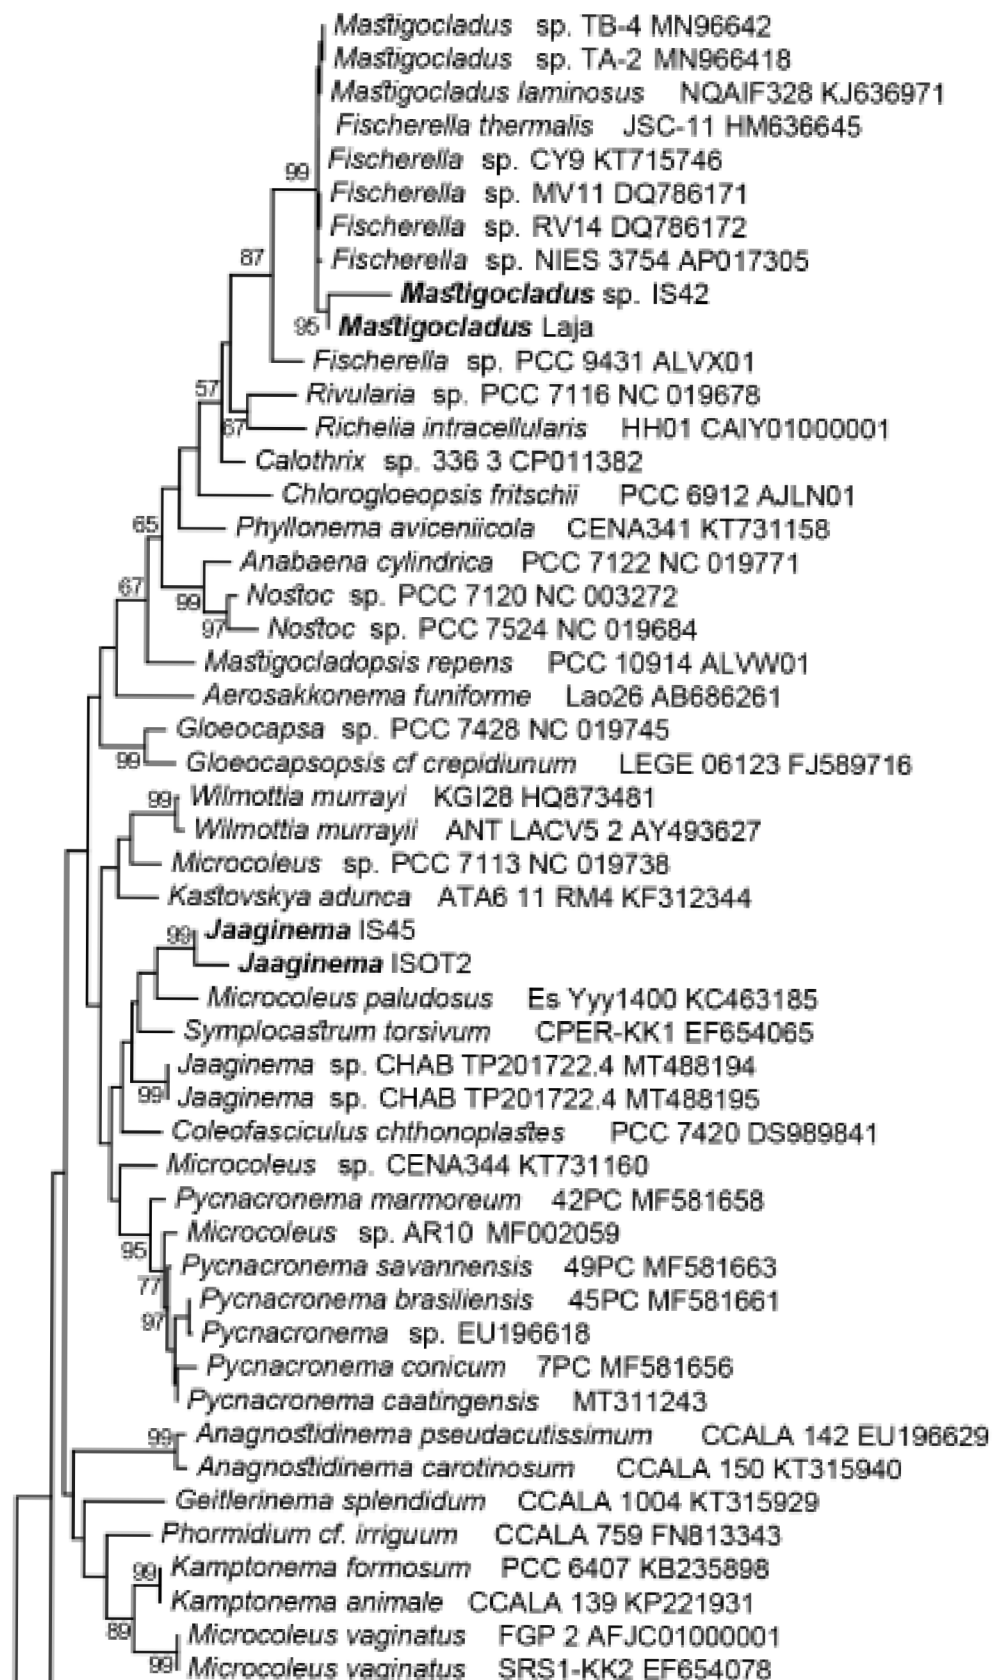 Mastigocladus sp. TB-4 MN96642
Mastigocladus sp. TA-2 MN966418
Mastigocladus laminosus NQAIF328 KJ636971
Fischerella thermalis JSC-11 HM636645
99
Fischerella sp. CY9 KT715746
Fischerella sp. MV11 DQ786171
Fischerella sp. RV14 DQ786172
87
Fischerella sp. NIES 3754 AP017305
Mastigocladus sp. IS42
95
Mastigocladus Laja
Fischerella sp. PCC 9431 ALVX01
57
Rivularia sp. PCC 7116 NC 019678
67
Richelia intracellularis HH01 CAIY01000001
Calothrix sp. 336 3 CP011382
Chlorogloeopsis fritschii PCC 6912 AJLN01
65
Phyllonema aviceniicola CENA341 KT731158
Anabaena cylindrica PCC 7122 NC 019771
67
99
Nostoc sp. PCC 7120 NC 003272
97
Nostoc sp. PCC 7524 NC 019684
Mastigocladopsis repens PCC 10914 ALVW01
Aerosakkonema funiforme Lao26 AB686261
Gloeocapsa sp. PCC 7428 NC 019745
99
Gloeocapsopsis cf crepidiunum LEGE 06123 FJ589716
99
Wilmottia murrayi KGI28 HQ873481
Wilmottia murrayii ANT LACV5 2 AY493627
Microcoleus sp. PCC 7113 NC 019738
Kastovskya adunca ATA6 11 RM4 KF312344
99
Jaaginema IS45
Jaaginema ISOT2
Microcoleus paludosus Es Yyy1400 KC463185
Symplocastrum torsivum CPER-KK1 EF654065
Jaaginema sp. CHAB TP201722.4 MT488194
99
Jaaginema sp. CHAB TP201722.4 MT488195
Coleofasciculus chthonoplastes PCC 7420 DS989841
Microcoleus sp. CENA344 KT731160
Pycnacronema marmoreum 42PC MF581658
Microcoleus sp. AR10 MF002059
95
Pycnacronema savannensis 49PC MF581663
77
Pycnacronema brasiliensis 45PC MF581661
97
Pycnacronema sp. EU196618
Pycnacronema conicum 7PC MF581656
Pycnacronema caatingensis MT311243
99
Anagnostidinema pseudacutissimum CCALA 142 EU196629
Anagnostidinema carotinosum CCALA 150 KT315940
Geitlerinema splendidum CCALA 1004 KT315929
Phormidium cf. irriguum CCALA 759 FN813343
99
Kamptonema formosum PCC 6407 KB235898
Kamptonema animale CCALA 139 KP221931
89
Microcoleus vaginatus FGP 2 AFJC01000001
99
Microcoleus vaginatus SRS1-KK2 EF654078